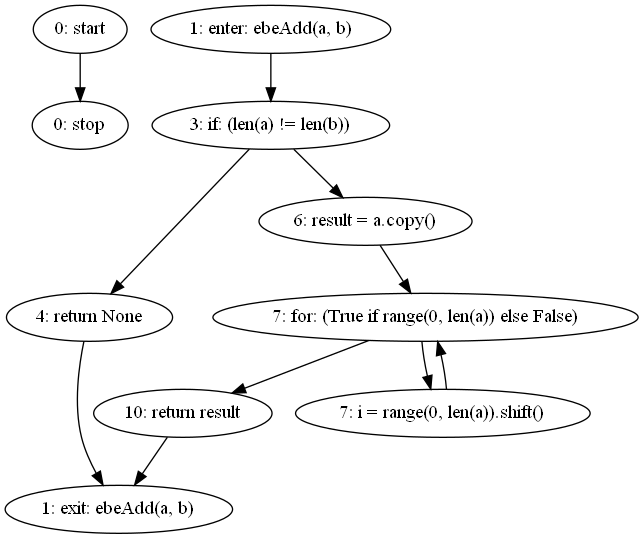 0: start
1: enter: ebeAdd(a, b)
0: stop
3: if: (len(a) != len(b))
6: result = a.copy()
4: return None
7: for: (True if range(0, len(a)) else False)
10: return result
7: i = range(0, len(a)).shift()
1: exit: ebeAdd(a, b)